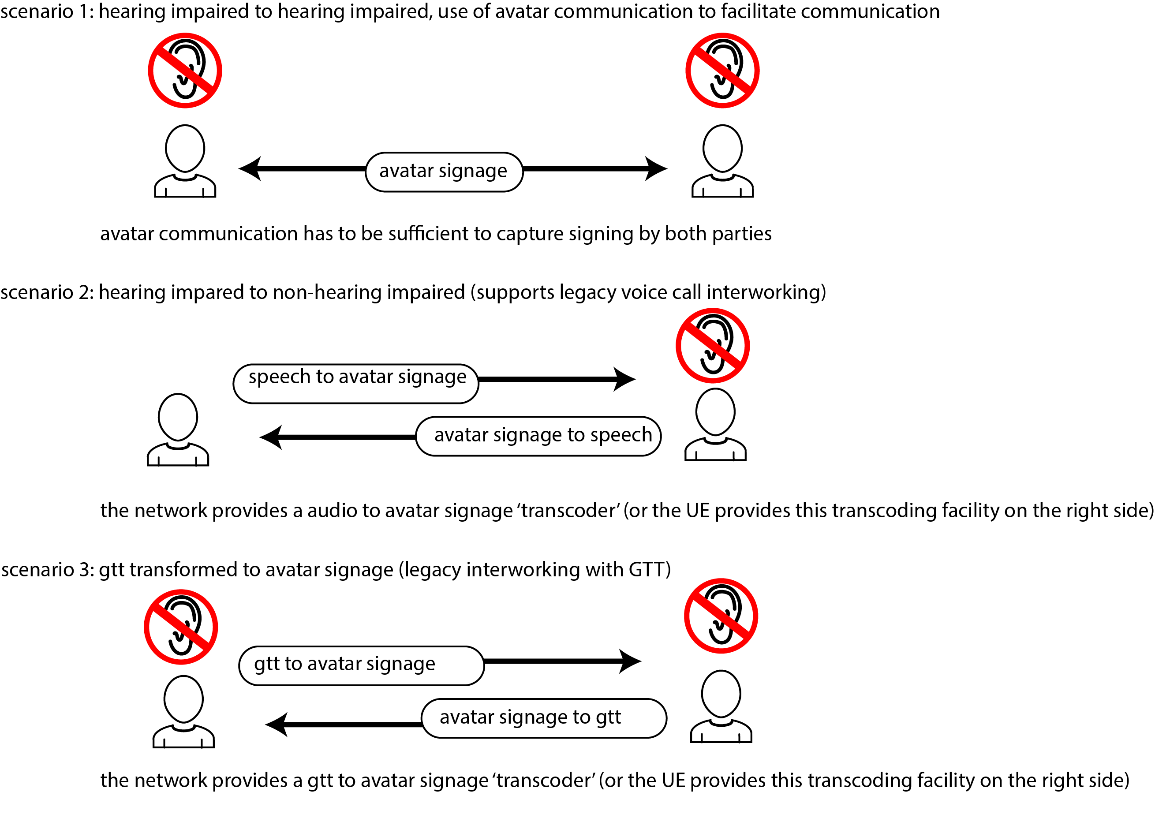 scenario 1: hearing impaired to hearing impaired, use of avatar communication to facilitate communication
avatar signage
avatar communication has to be sufficient to capture signing by both parties
scenario 2: hearing impared to non-hearing impaired (supports legacy voice call interworking)
speech to avatar signage
avatar signage to speech
the network provides a audio to avatar signage ‘transcoder’ (or the UE provides this transcoding facility on the right side)
scenario 3: gtt transformed to avatar signage (legacy interworking with GTT)
gtt to avatar signage
avatar signage to gtt
the network provides a gtt to avatar signage ‘transcoder’ (or the UE provides this transcoding facility on the right side)